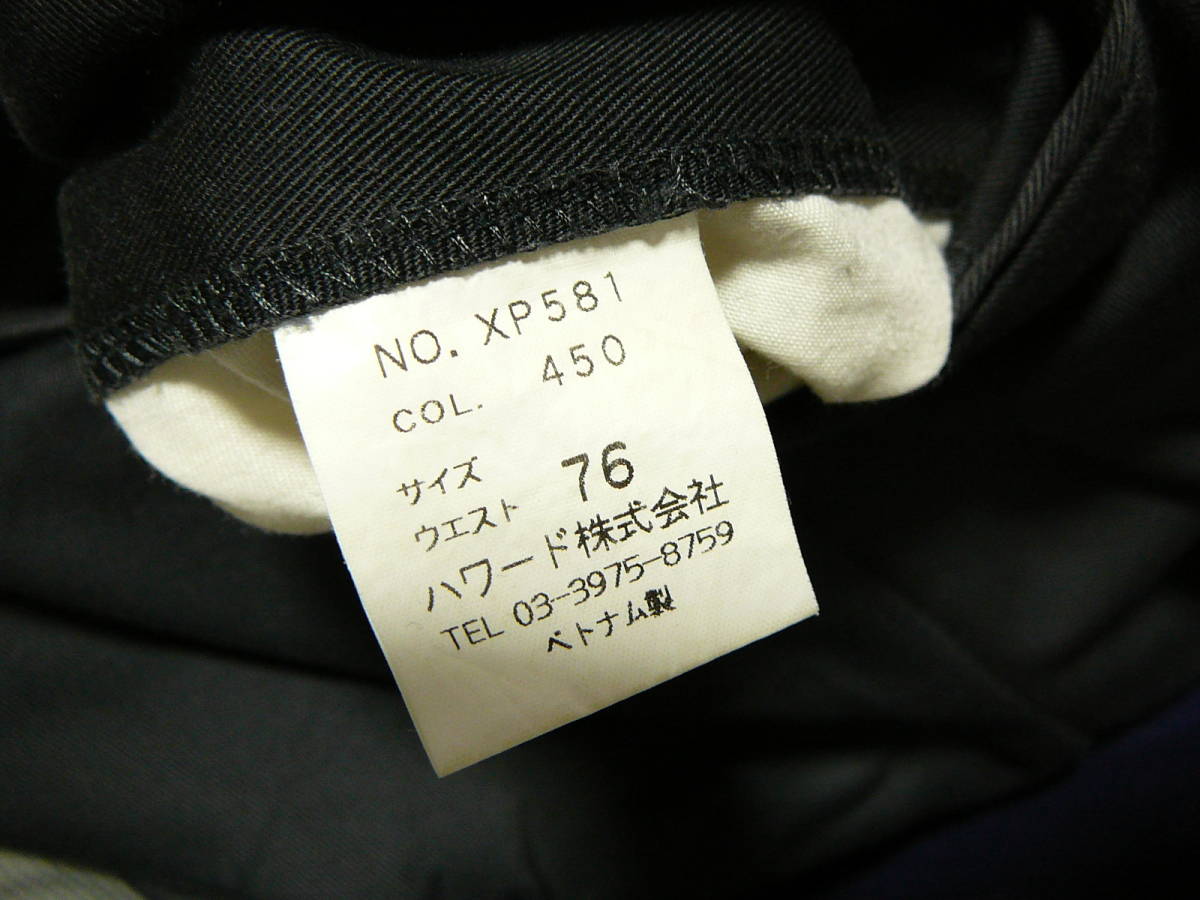 NO. XP581
COL. 450
サイズ
ウエスト 76
ハワード株式会社
TEL 03-3975-8759
ベトナム製